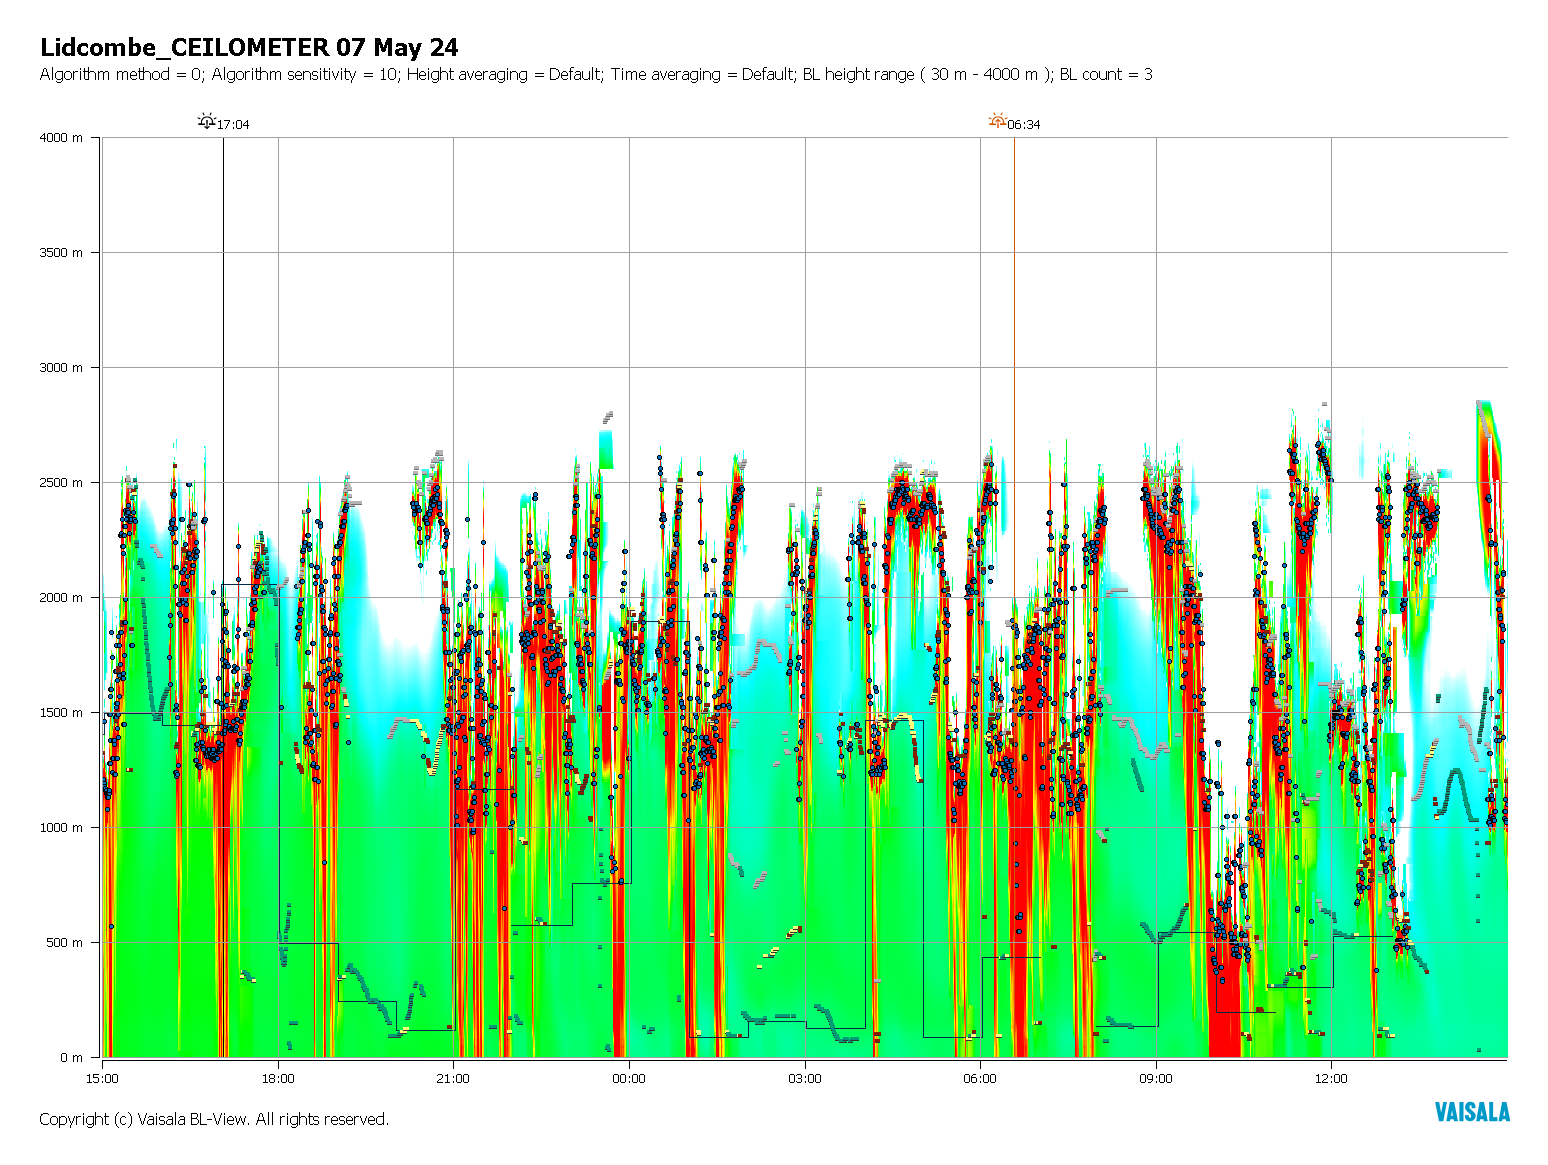 Lidcombe_CEILOMETER 07 May 24
Algorithm method = 0; Algorithm sensitivity = 10; Height averaging = Default; Time averaging = Default; BL height range ( 30 m - 4000 m ); BL count = 3
17:04 06:34
4000 m
3500 m
3000 m
2500 m
2000 m
1500 m
1000 m
500 m
0 m
15:00 18:00 21:00 00:00 03:00 06:00 09:00 12:00
Copyright (c) Vaisala BL-View. All rights reserved.
VAISALA